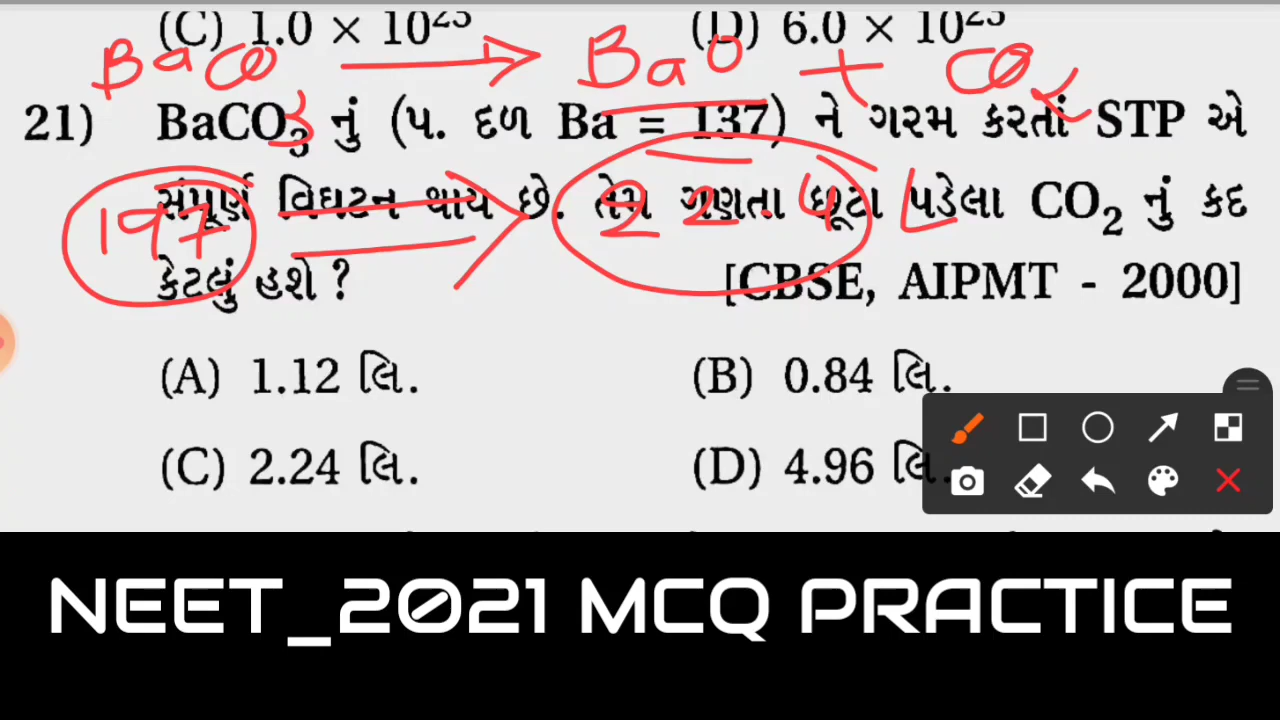 (C) 1.0 × 10²³ (D) 6.0 × 10²³
BaCO₃ → BaO + CO₂
21) BaCO₃ નું (પ. દળ Ba = 137) ને ગરમ કરતાં STP એ
સંપૂર્ણ વિઘટન થાય છે. તેમ ગણતા છૂટા પડેલા CO₂ નું કદ
197 22.4 L
કેટલું હશે ? [CBSE, AIPMT - 2000]
(A) 1.12 લિ. (B) 0.84 લિ.
(C) 2.24 લિ. (D) 4.96 લિ.
NEET_2021 MCQ PRACTICE